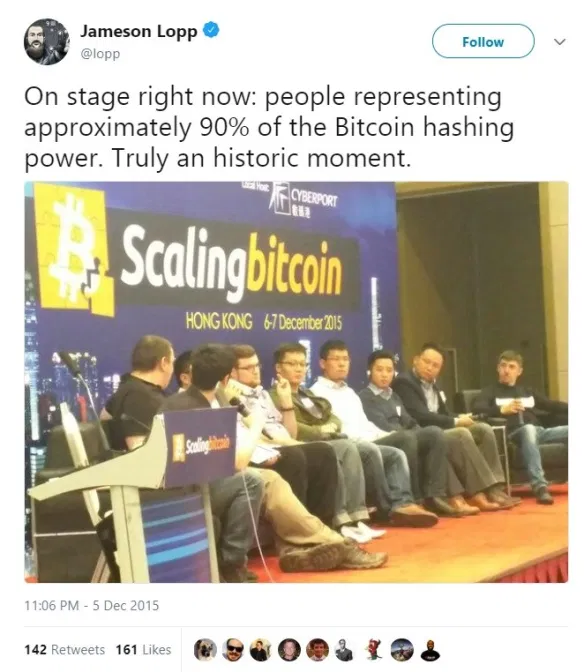 Jameson Lopp
@lopp
Follow
On stage right now: people representing
approximately 90% of the Bitcoin hashing
power. Truly an historic moment.
Local Host:
CYBERPORT
數碼港
Scalingbitcoin
HONG KONG 6-7 December 2015
Scalingbitcoin
11:06 PM - 5 Dec 2015
142 Retweets 161 Likes